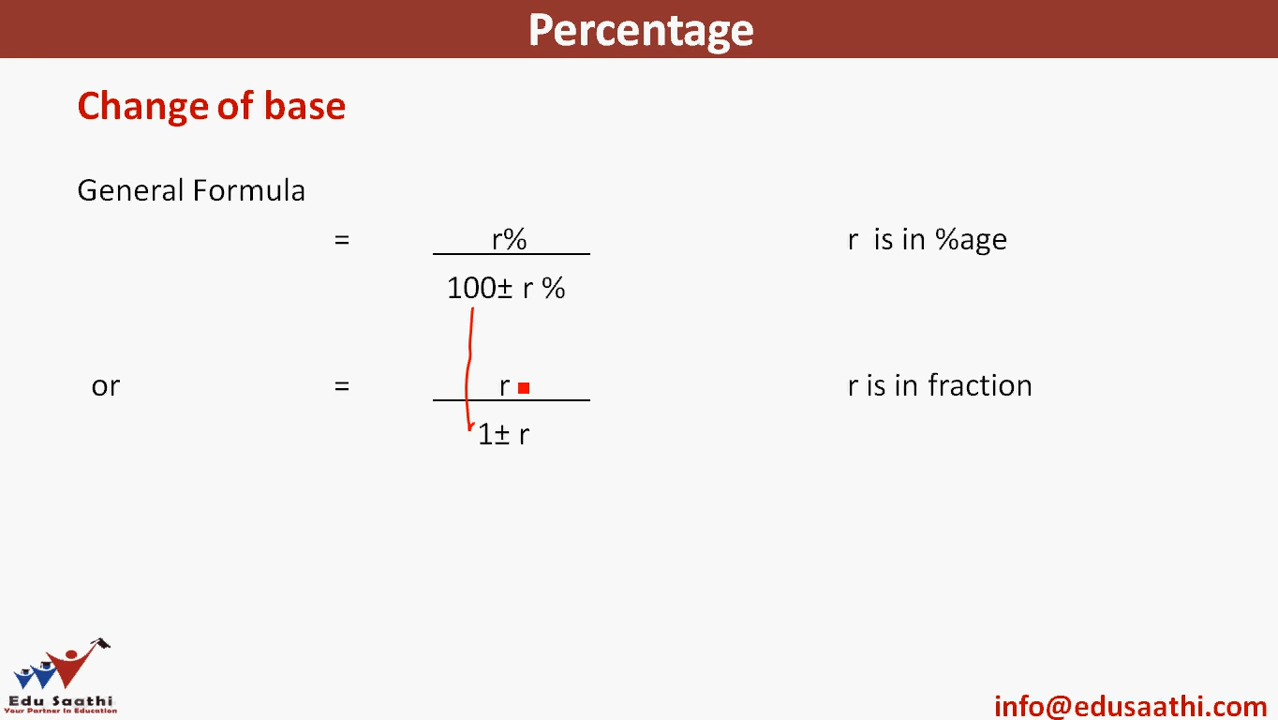 Percentage
Change of base
General Formula
= r% r is in %age
100± r %
or = r r is in fraction
1± r
Edu Saathi
Your Partner in Education
info@edusaathi.com